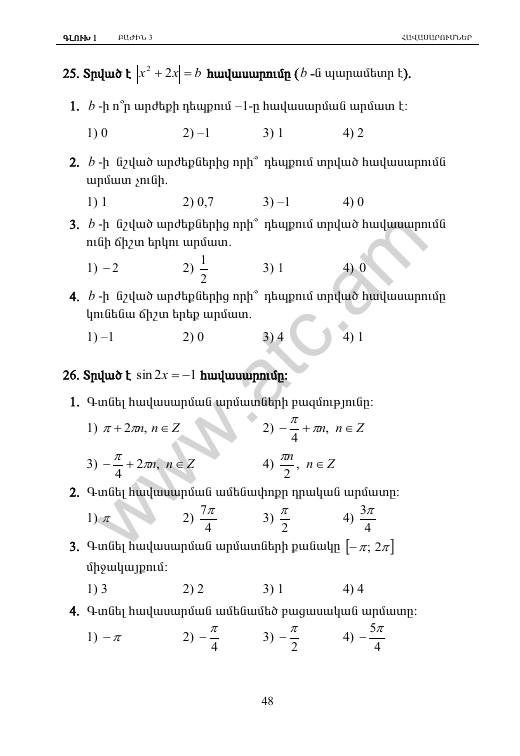 ԳԼՈՒԽ 1 ԲԱԺԻՆ 3 ՀԱՎԱՍԱՐՈՒՄՆԵՐ
25. Տրված է |x² + 2x| = b հավասարումը (b -ն պարամետր է).
1. b -ի ո՞ր արժեքի դեպքում –1-ը հավասարման արմատ է:
1) 0 2) –1 3) 1 4) 2
2. b -ի նշված արժեքներից որի՞ դեպքում տրված հավասարումն
արմատ չունի.
1) 1 2) 0,7 3) –1 4) 0
3. b -ի նշված արժեքներից որի՞ դեպքում տրված հավասարումն
ունի ճիշտ երկու արմատ.
1) – 2 2) 1/2 3) 1 4) 0
4. b -ի նշված արժեքներից որի՞ դեպքում տրված հավասարումը
կունենա ճիշտ երեք արմատ.
1) –1 2) 0 3) 4 4) 1
26. Տրված է sin 2x = –1 հավասարումը:
1. Գտնել հավասարման արմատների բազմությունը:
1) π + 2πn, n ∈ Z 2) – π/4 + πn, n ∈ Z
3) – π/4 + 2πn, n ∈ Z 4) πn/2 , n ∈ Z
2. Գտնել հավասարման ամենափոքր դրական արմատը:
1) π 2) 7π/4 3) π/2 4) 3π/4
3. Գտնել հավասարման արմատների քանակը [– π; 2π]
միջակայքում:
1) 3 2) 2 3) 1 4) 4
4. Գտնել հավասարման ամենամեծ բացասական արմատը:
1) – π 2) – π/4 3) – π/2 4) – 5π/4
48
www.atc.am